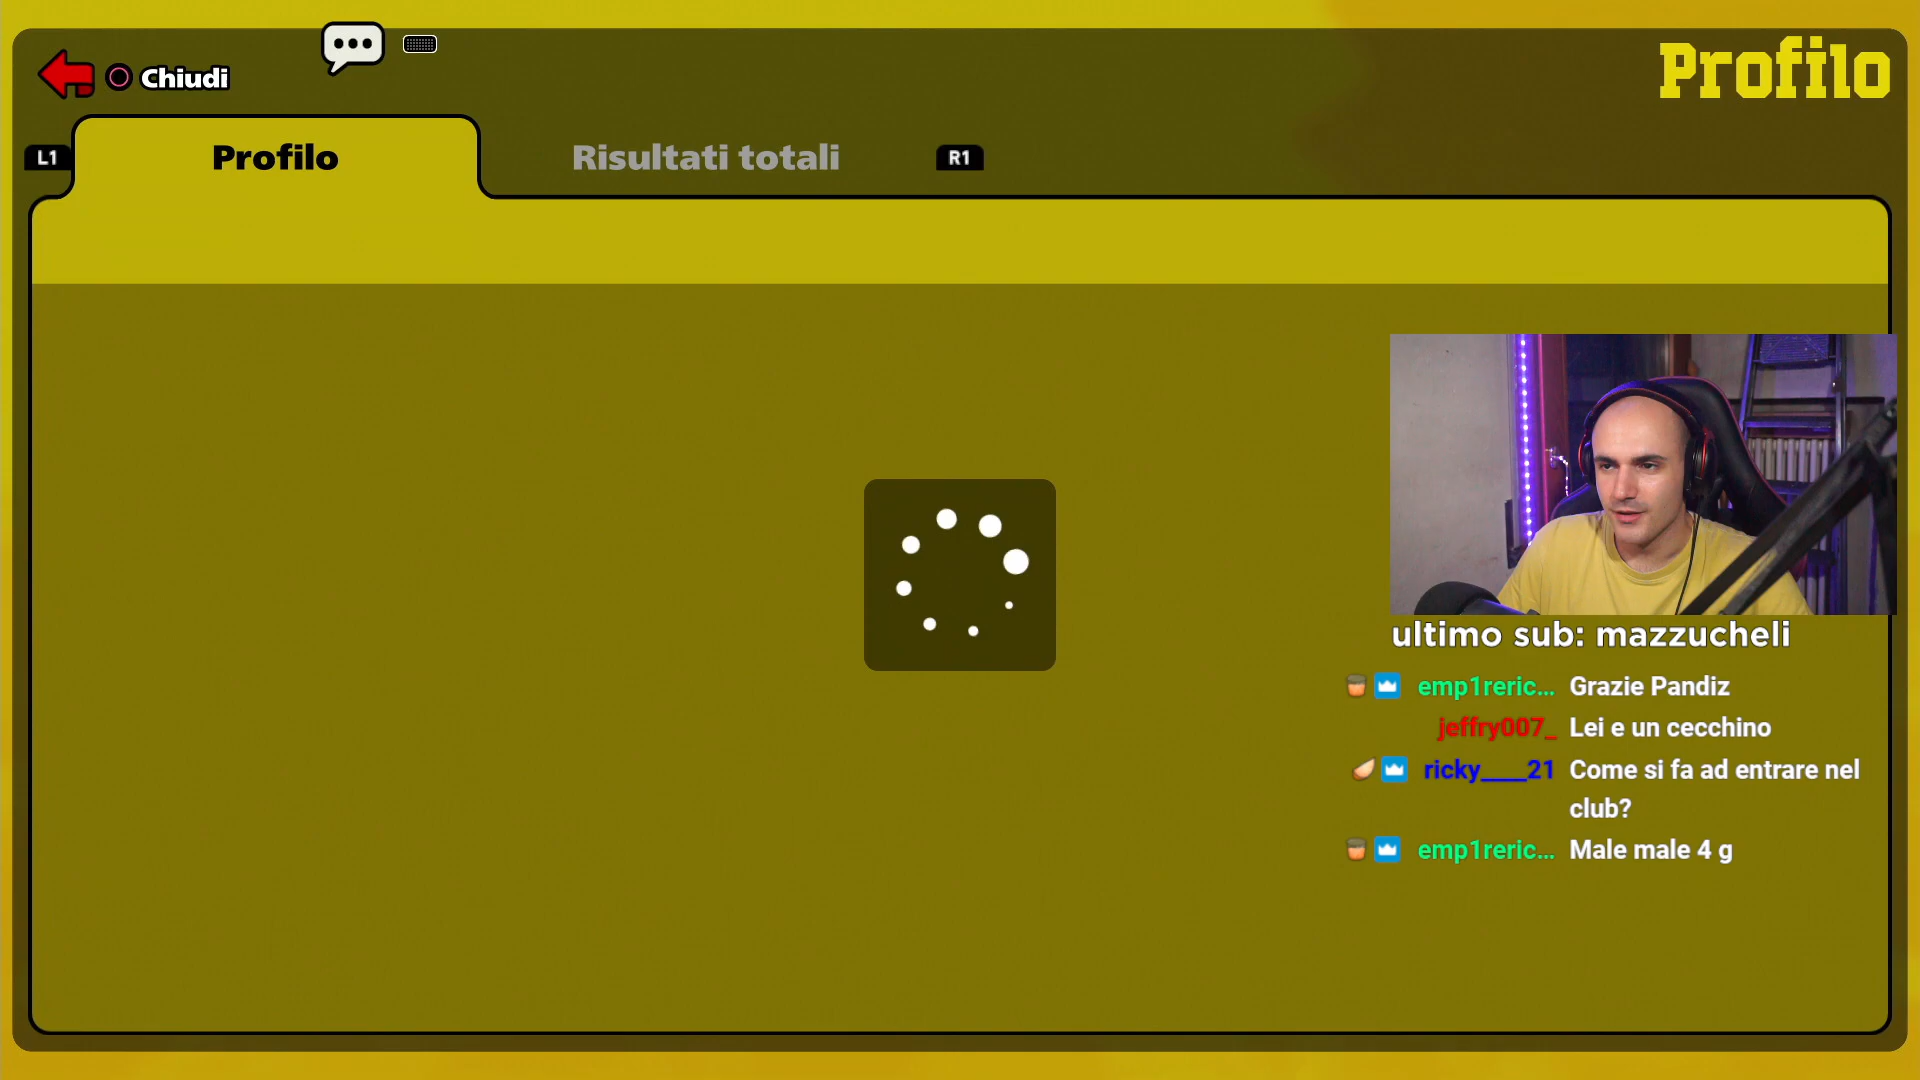 Chiudi
Profilo
L1
Profilo
Risultati totali
R1
ultimo sub: mazzucheli
emp1reric... Grazie Pandiz
jeffry007_ Lei e un cecchino
ricky____21 Come si fa ad entrare nel
club?
emp1reric... Male male 4 g